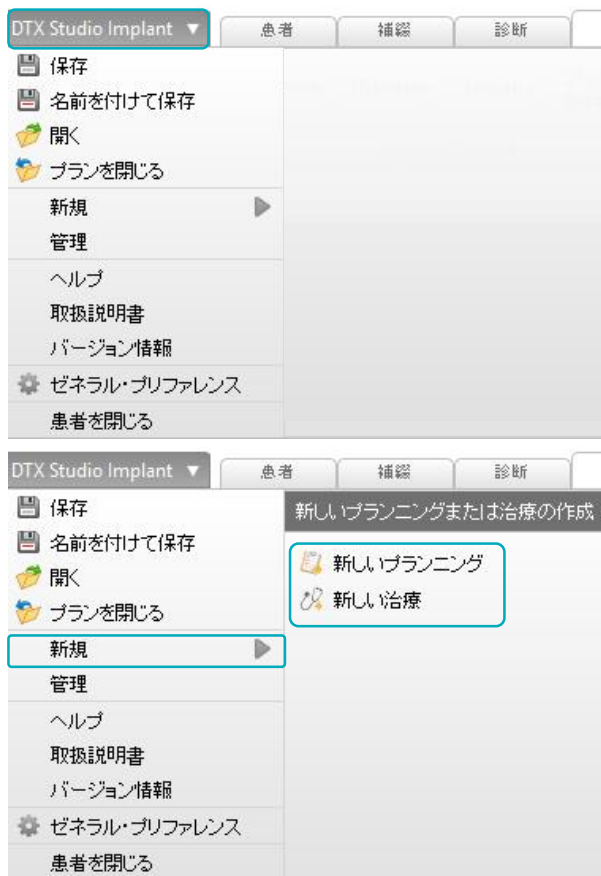 DTX Studio Implant ▼ 患者 補綴 診断
保存
名前を付けて保存
開く
プランを閉じる
新規
管理
ヘルプ
取扱説明書
バージョン情報
ゼネラル・プリファレンス
患者を閉じる
DTX Studio Implant ▼ 患者 補綴 診断
保存
新しいプランニングまたは治療の作成
名前を付けて保存
新しいプランニング
開く
新しい治療
プランを閉じる
新規
管理
ヘルプ
取扱説明書
バージョン情報
ゼネラル・プリファレンス
患者を閉じる